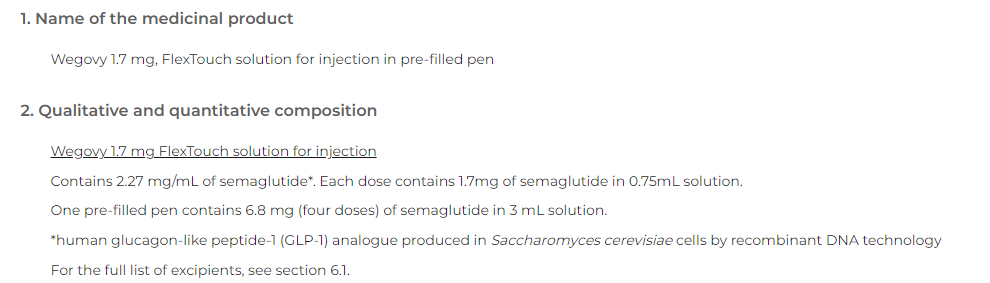 1. Name of the medicinal product
Wegovy 1.7 mg, FlexTouch solution for injection in pre-filled pen
2. Qualitative and quantitative composition
Wegovy 1.7 mg FlexTouch solution for injection
Contains 2.27 mg/mL of semaglutide*. Each dose contains 1.7mg of semaglutide in 0.75mL solution.
One pre-filled pen contains 6.8 mg (four doses) of semaglutide in 3 mL solution.
*human glucagon-like peptide-1 (GLP-1) analogue produced in Saccharomyces cerevisiae cells by recombinant DNA technology
For the full list of excipients, see section 6.1.